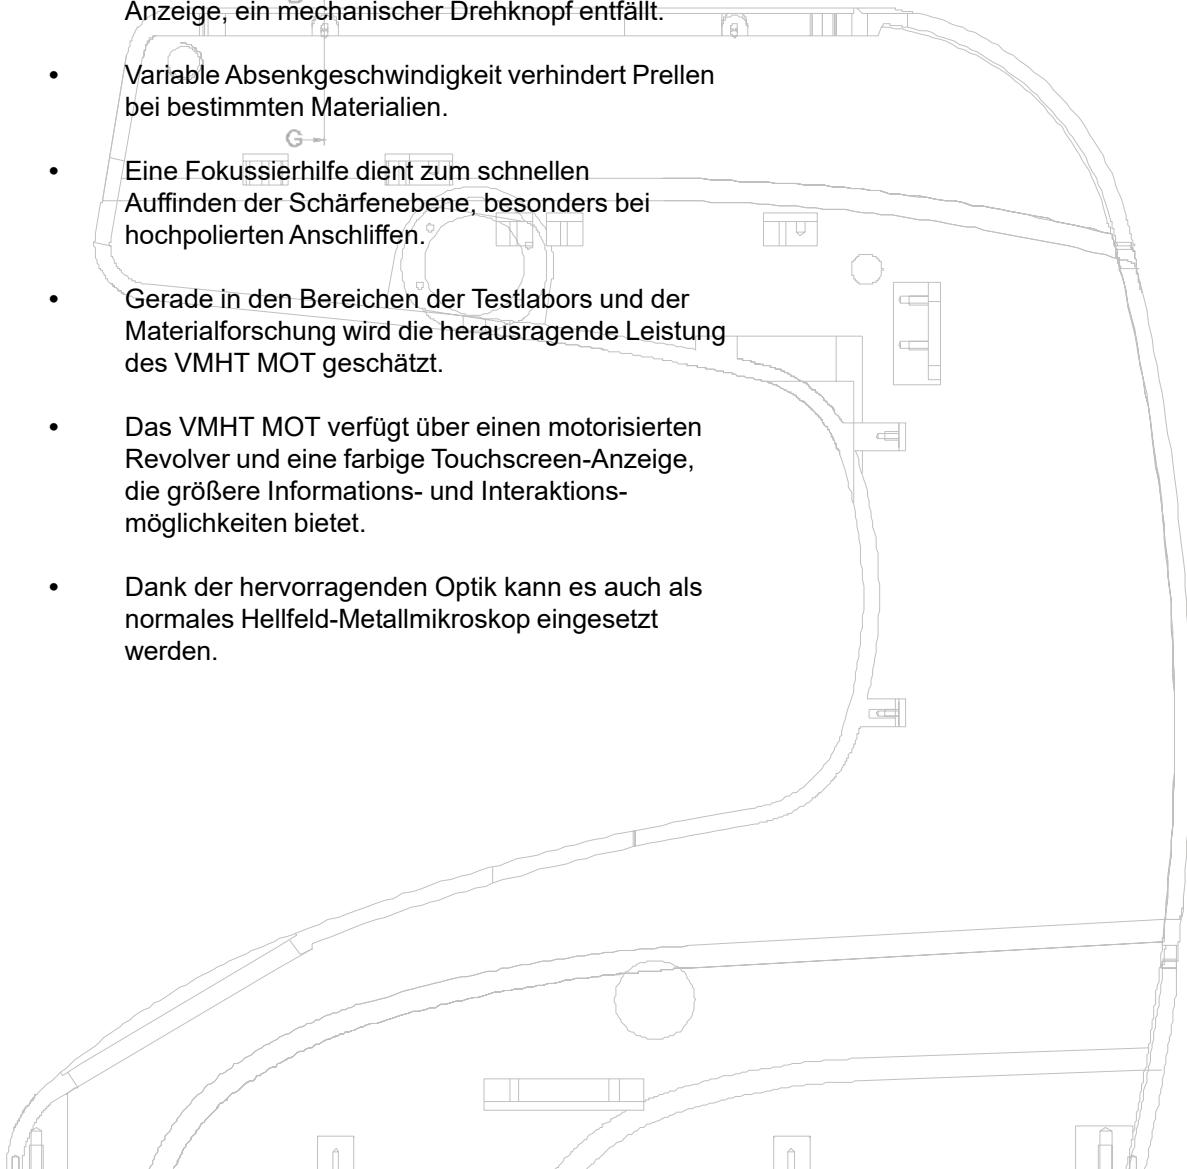 Anzeige, ein mechanischer Drehknopf entfällt.
• Variable Absenkgeschwindigkeit verhindert Prellen
bei bestimmten Materialien.
G
• Eine Fokussierhilfe dient zum schnellen
Auffinden der Schärfenebene, besonders bei
hochpolierten Anschliffen.
• Gerade in den Bereichen der Testlabors und der
Materialforschung wird die herausragende Leistung
des VMHT MOT geschätzt.
• Das VMHT MOT verfügt über einen motorisierten
Revolver und eine farbige Touchscreen-Anzeige,
die größere Informations- und Interaktions-
möglichkeiten bietet.
• Dank der hervorragenden Optik kann es auch als
normales Hellfeld-Metallmikroskop eingesetzt
werden.